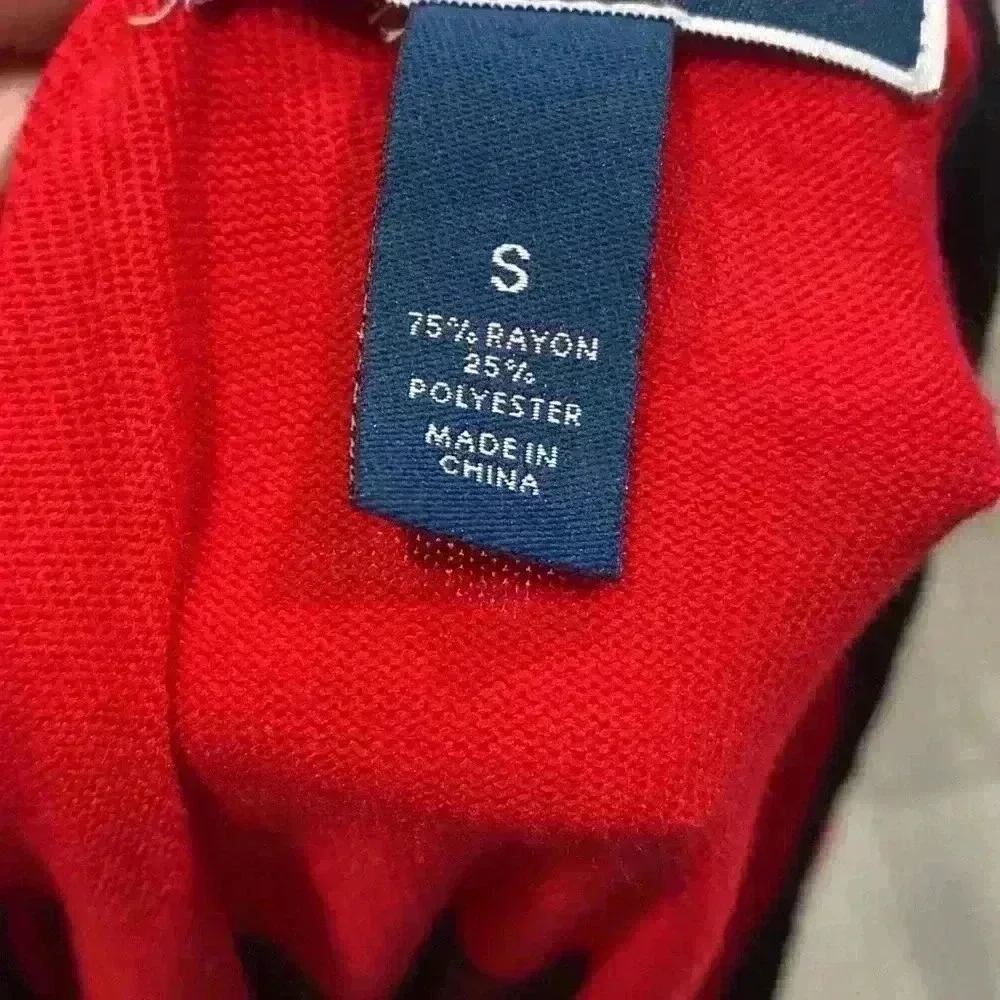 S
75% RAYON
25%
POLYESTER
MADE IN
CHINA